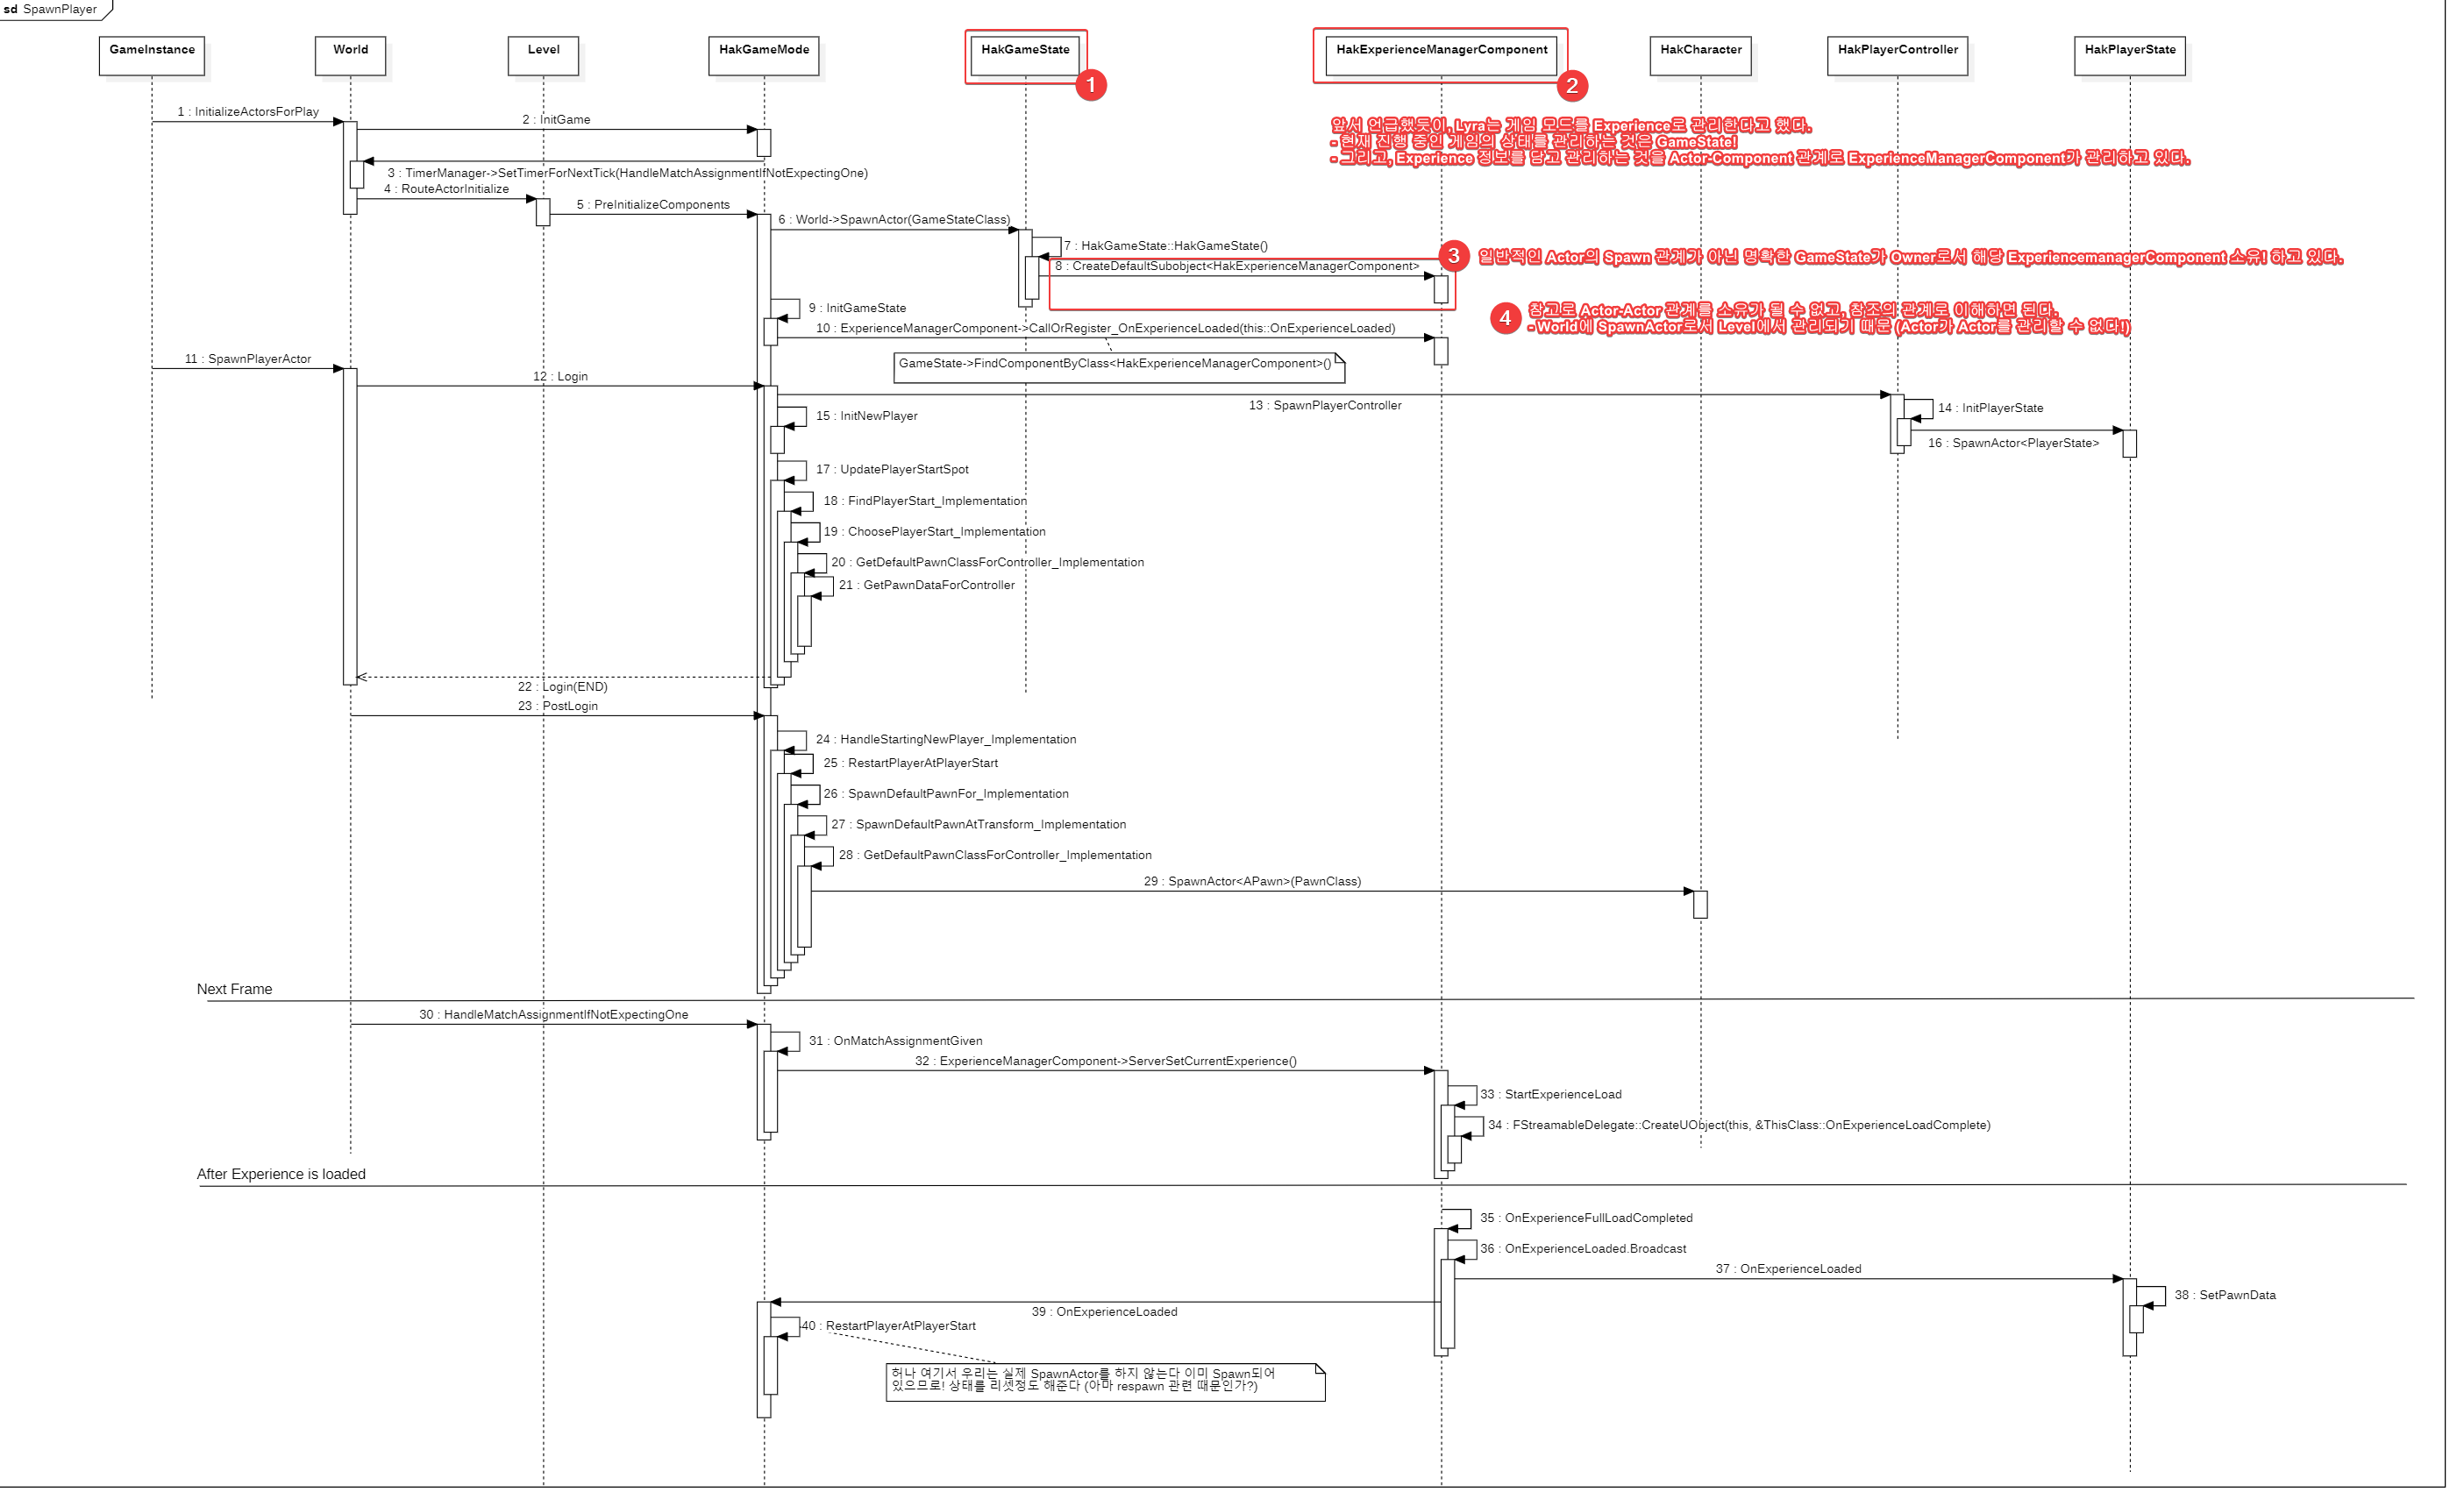 sd SpawnPlayer
GameInstance
World
Level
HakGameMode
HakGameState
HakExperienceManagerComponent
HakCharacter
HakPlayerController
HakPlayerState
1
2
1 : InitializeActorsForPlay
2 : InitGame
앞서 언급했듯이, Lyra는 게임 모드를 Experience로 관리한다고 했다.
- 현재 진행 중인 게임의 상태를 관리하는 것은 GameState!
- 그리고, Experience 정보를 담고 관리하는 것을 Actor-Component 관계로 ExperienceManagerComponent가 관리하고 있다.
3 : TimerManager->SetTimerForNextTick(HandleMatchAssignmentIfNotExpectingOne)
4 : RouteActorInitialize
5 : PreInitializeComponents
6 : World->SpawnActor(GameStateClass)
7 : HakGameState::HakGameState()
3 일반적인 Actor의 Spawn 관계가 아닌 명확한 GameState가 Owner로서 해당 ExperiencemanagerComponent 소유! 하고 있다.
8 : CreateDefaultSubobject<HakExperienceManagerComponent>
9 : InitGameState
4 참고로 Actor-Actor 관계를 소유가 될 수 없고, 참조의 관계로 이해하면 된다.
- World에 SpawnActor로서 Level에서 관리되기 때문 (Actor가 Actor를 관리할 수 없다!)
10 : ExperienceManagerComponent->CallOrRegister_OnExperienceLoaded(this::OnExperienceLoaded)
11 : SpawnPlayerActor
GameState->FindComponentByClass<HakExperienceManagerComponent>()
12 : Login
13 : SpawnPlayerController
14 : InitPlayerState
15 : InitNewPlayer
16 : SpawnActor<PlayerState>
17 : UpdatePlayerStartSpot
18 : FindPlayerStart_Implementation
19 : ChoosePlayerStart_Implementation
20 : GetDefaultPawnClassForController_Implementation
21 : GetPawnDataForController
22 : Login(END)
23 : PostLogin
24 : HandleStartingNewPlayer_Implementation
25 : RestartPlayerAtPlayerStart
26 : SpawnDefaultPawnFor_Implementation
27 : SpawnDefaultPawnAtTransform_Implementation
28 : GetDefaultPawnClassForController_Implementation
29 : SpawnActor<APawn>(PawnClass)
Next Frame
30 : HandleMatchAssignmentIfNotExpectingOne
31 : OnMatchAssignmentGiven
32 : ExperienceManagerComponent->ServerSetCurrentExperience()
33 : StartExperienceLoad
34 : FStreamableDelegate::CreateUObject(this, &ThisClass::OnExperienceLoadComplete)
After Experience is loaded
35 : OnExperienceFullLoadCompleted
36 : OnExperienceLoaded.Broadcast
37 : OnExperienceLoaded
38 : SetPawnData
39 : OnExperienceLoaded
40 : RestartPlayerAtPlayerStart
허나 여기서 우리는 실제 SpawnActor를 하지 않는다 이미 Spawn되어
있으므로! 상태를 리셋정도 해준다 (아마 respawn 관련 때문인가?)